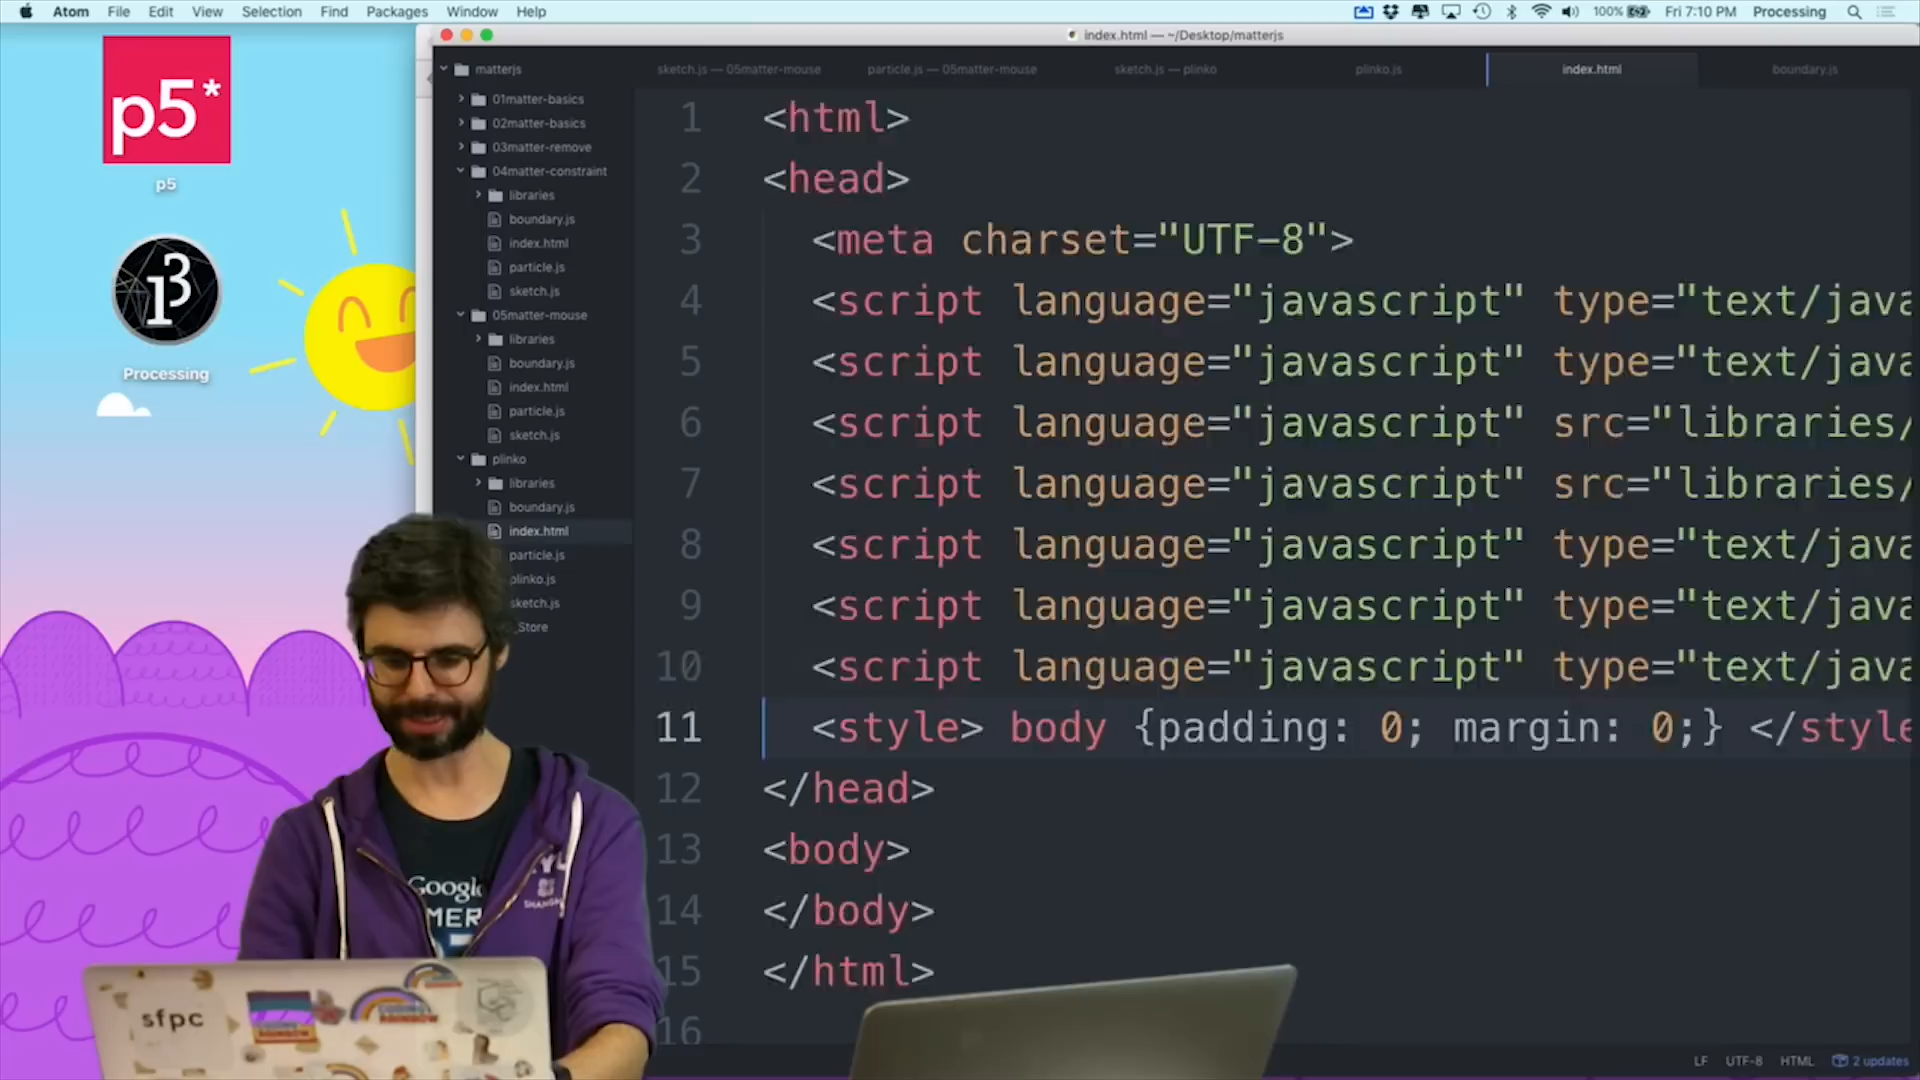 Atom File Edit View Selection Find Packages Window Help
100% Fri 7:10 PM Processing
index.html — ~/Desktop/matterjs
p5*
p5
Processing
matterjs
01matter-basics
02matter-basics
03matter-remove
04matter-constraint
libraries
boundary.js
index.html
particle.js
sketch.js
05matter-mouse
libraries
boundary.js
index.html
particle.js
sketch.js
plinko
libraries
boundary.js
index.html
particle.js
plinko.js
sketch.js
_Store
sketch.js — 05matter-mouse particle.js — 05matter-mouse sketch.js — plinko plinko.js index.html boundary.js
1 <html>
2 <head>
3 <meta charset="UTF-8">
4 <script language="javascript" type="text/java
5 <script language="javascript" type="text/java
6 <script language="javascript" src="libraries/
7 <script language="javascript" src="libraries/
8 <script language="javascript" type="text/java
9 <script language="javascript" type="text/java
10 <script language="javascript" type="text/java
11 <style> body {padding: 0; margin: 0;} </style
12 </head>
13 <body>
14 </body>
15 </html>
16
LF UTF-8 HTML 2 updates
Google
sfpc